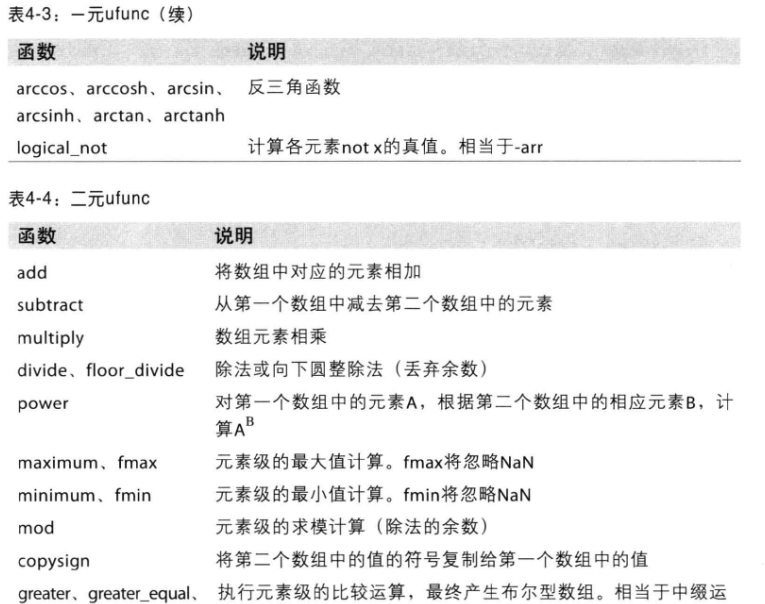 表4-3：一元ufunc（续）
函数 说明
arccos、arccosh、arcsin、 反三角函数
arcsinh、arctan、arctanh
logical_not 计算各元素not x的真值。相当于-arr
表4-4：二元ufunc
函数 说明
add 将数组中对应的元素相加
subtract 从第一个数组中减去第二个数组中的元素
multiply 数组元素相乘
divide、floor_divide 除法或向下圆整除法（丢弃余数）
power 对第一个数组中的元素A，根据第二个数组中的相应元素B，计
算A^B
maximum、fmax 元素级的最大值计算。fmax将忽略NaN
minimum、fmin 元素级的最小值计算。fmin将忽略NaN
mod 元素级的求模计算（除法的余数）
copysign 将第二个数组中的值的符号复制给第一个数组中的值
greater、greater_equal、 执行元素级的比较运算，最终产生布尔型数组。相当于中缀运